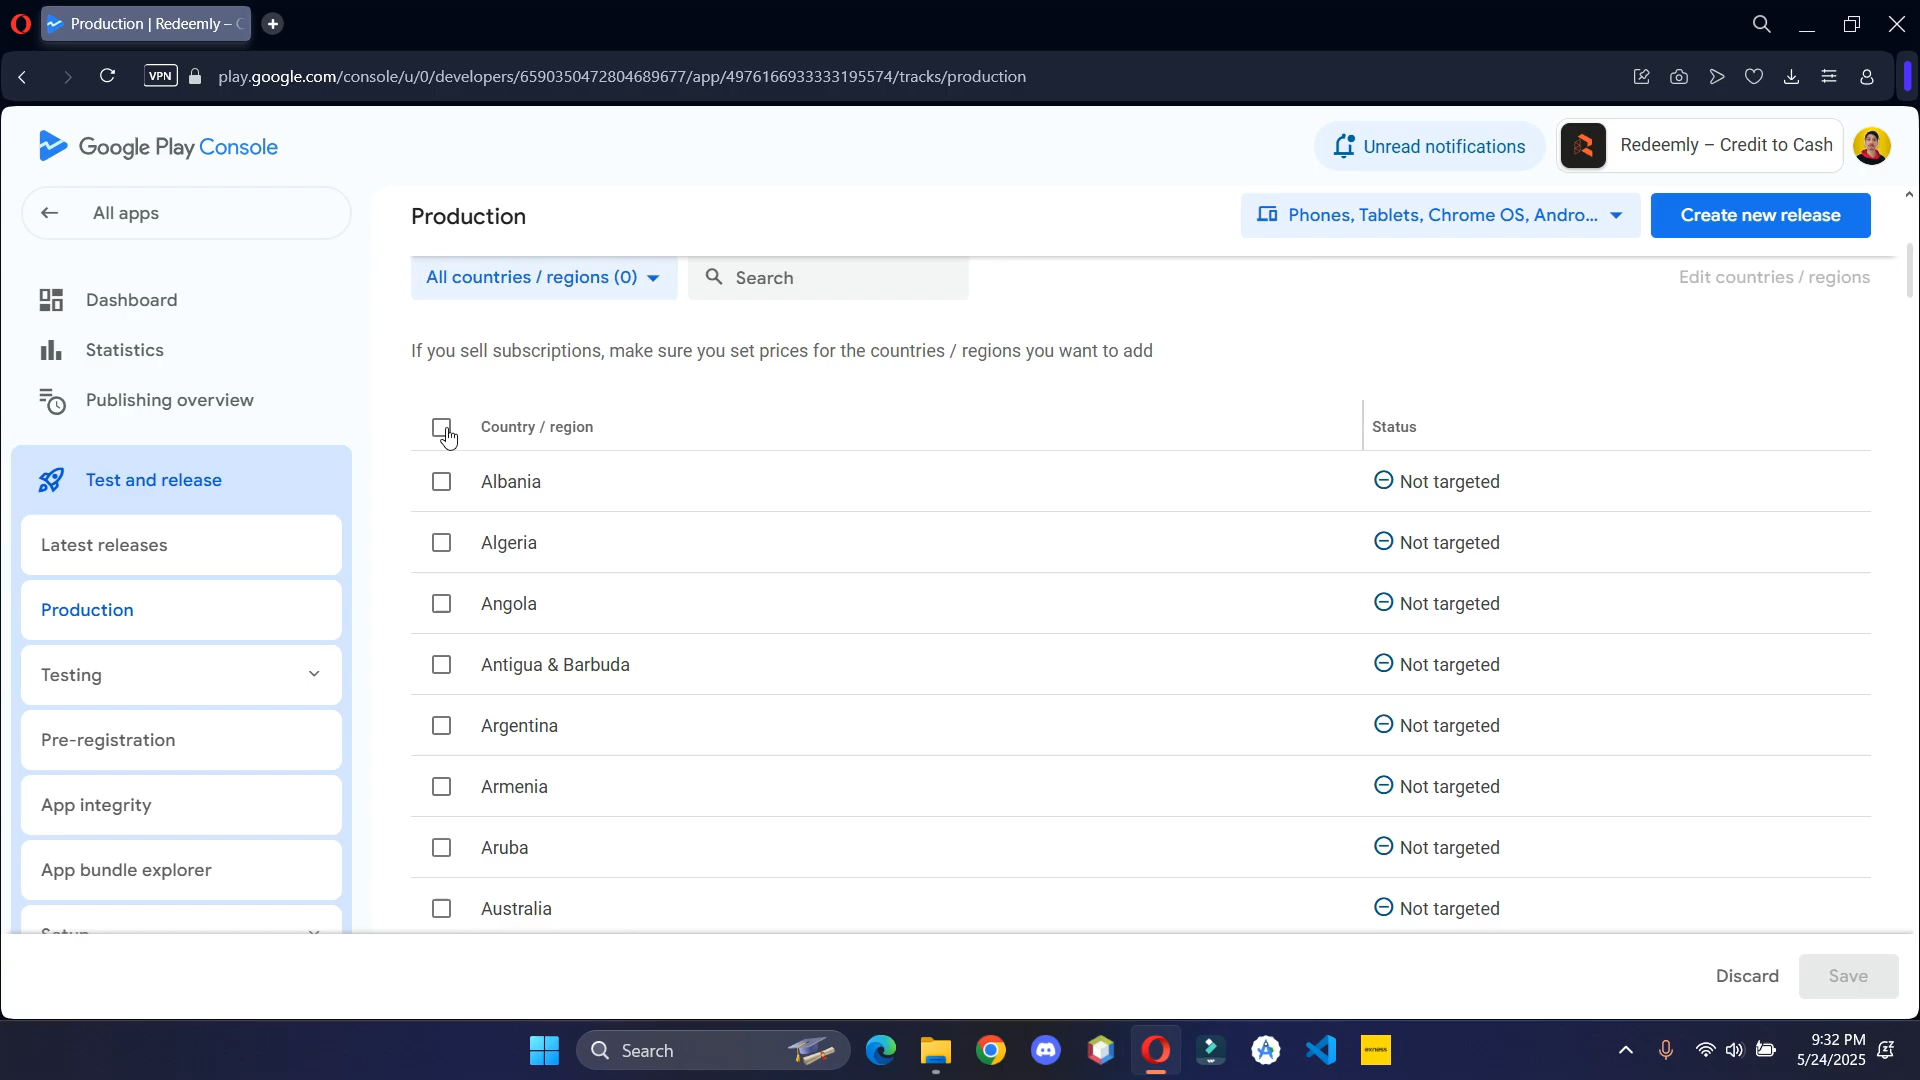 Production | Redeemly –
VPN
play.google.com/console/u/0/developers/6590350472804689677/app/4976166933333195574/tracks/production
Google Play Console
Unread notifications
Redeemly – Credit to Cash
All apps
Production
Phones, Tablets, Chrome OS, Andro...
Create new release
All countries / regions (0)
Search
Edit countries / regions
Dashboard
Statistics
Publishing overview
Test and release
Latest releases
Production
Testing
Pre-registration
App integrity
App bundle explorer
Setup
If you sell subscriptions, make sure you set prices for the countries / regions you want to add
Country / region
Status
Albania
Not targeted
Algeria
Not targeted
Angola
Not targeted
Antigua & Barbuda
Not targeted
Argentina
Not targeted
Armenia
Not targeted
Aruba
Not targeted
Australia
Not targeted
Discard
Save
Search
exness
9:32 PM
5/24/2025